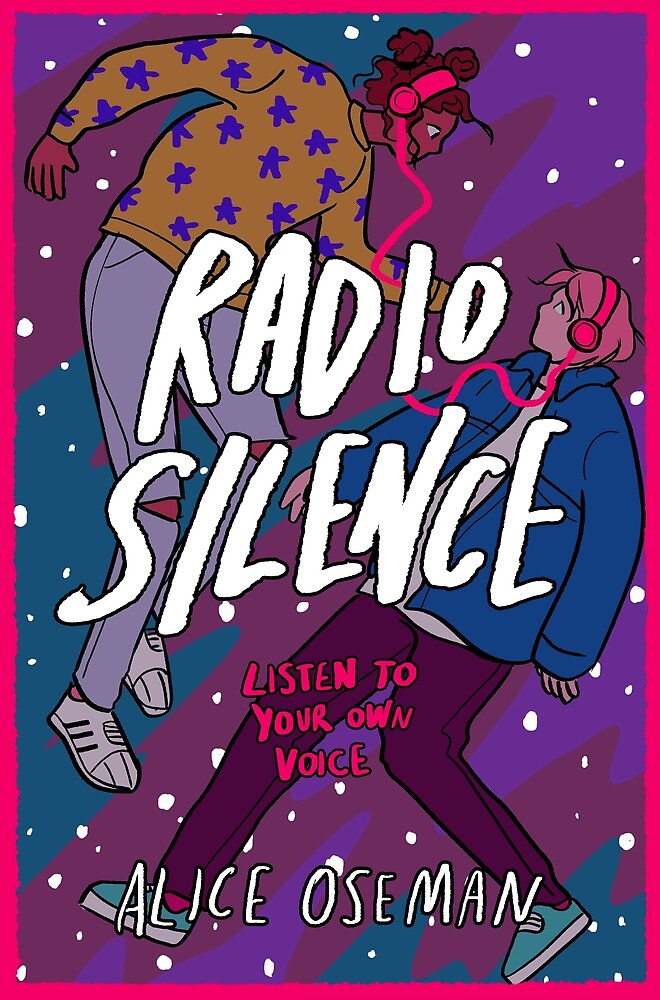 RADIO
SILENCE
LISTEN TO
YOUR OWN
VOICE
ALICE OSEMAN